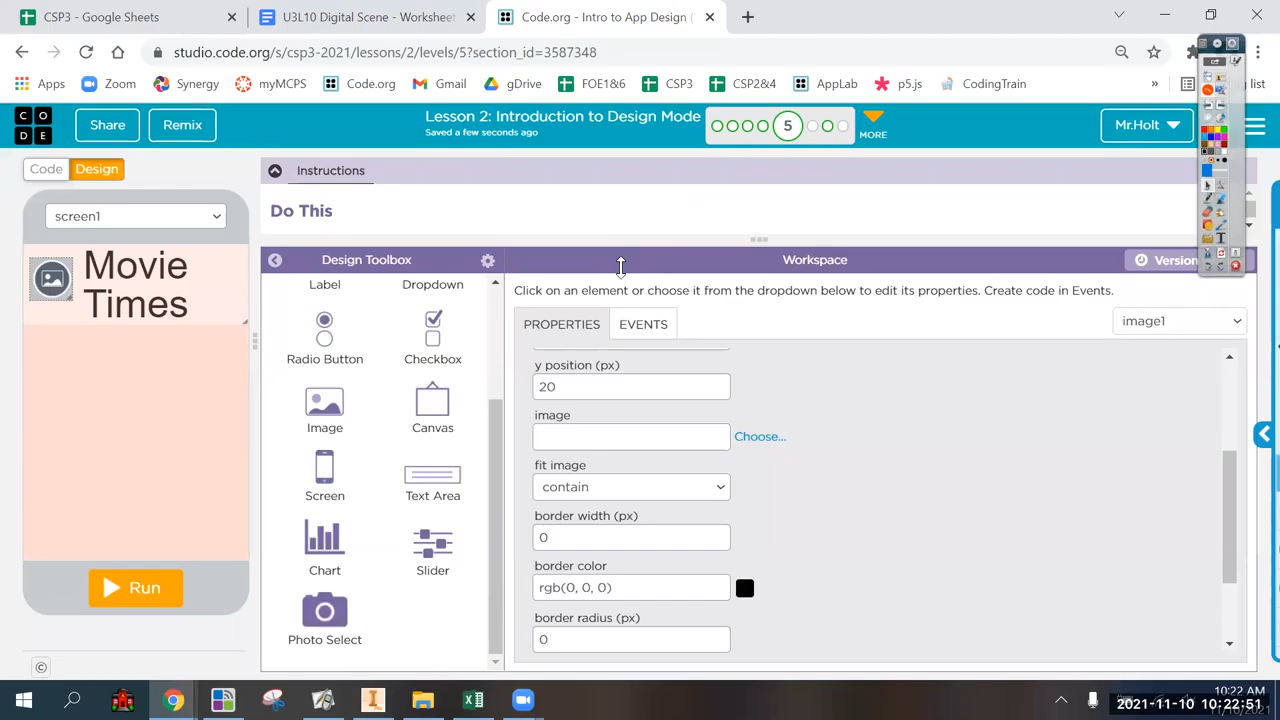 CSP3 - Google Sheets
U3L10 Digital Scene - Worksheet
Code.org - Intro to App Design (
studio.code.org/s/csp3-2021/lessons/2/levels/5?section_id=3587348
Apps
Zoom
Synergy
myMCPS
Code.org
Gmail
gDrive
FOE1&6
CSP3
CSP2&4
AppLab
p5.js
CodingTrain
»
g list
C O
D E
Share
Remix
Lesson 2: Introduction to Design Mode
Saved a few seconds ago
5
MORE
Mr.Holt
Code
Design
Instructions
screen1
Do This
Movie
Times
Design Toolbox
Workspace
Version
Label
Dropdown
Click on an element or choose it from the dropdown below to edit its properties. Create code in Events.
PROPERTIES
EVENTS
image1
Radio Button
Checkbox
y position (px)
20
image
Choose...
Image
Canvas
fit image
contain
Screen
Text Area
border width (px)
0
border color
rgb(0, 0, 0)
Chart
Slider
Run
border radius (px)
0
Photo Select
©
10:22 AM
2021-11-10 10:22:51